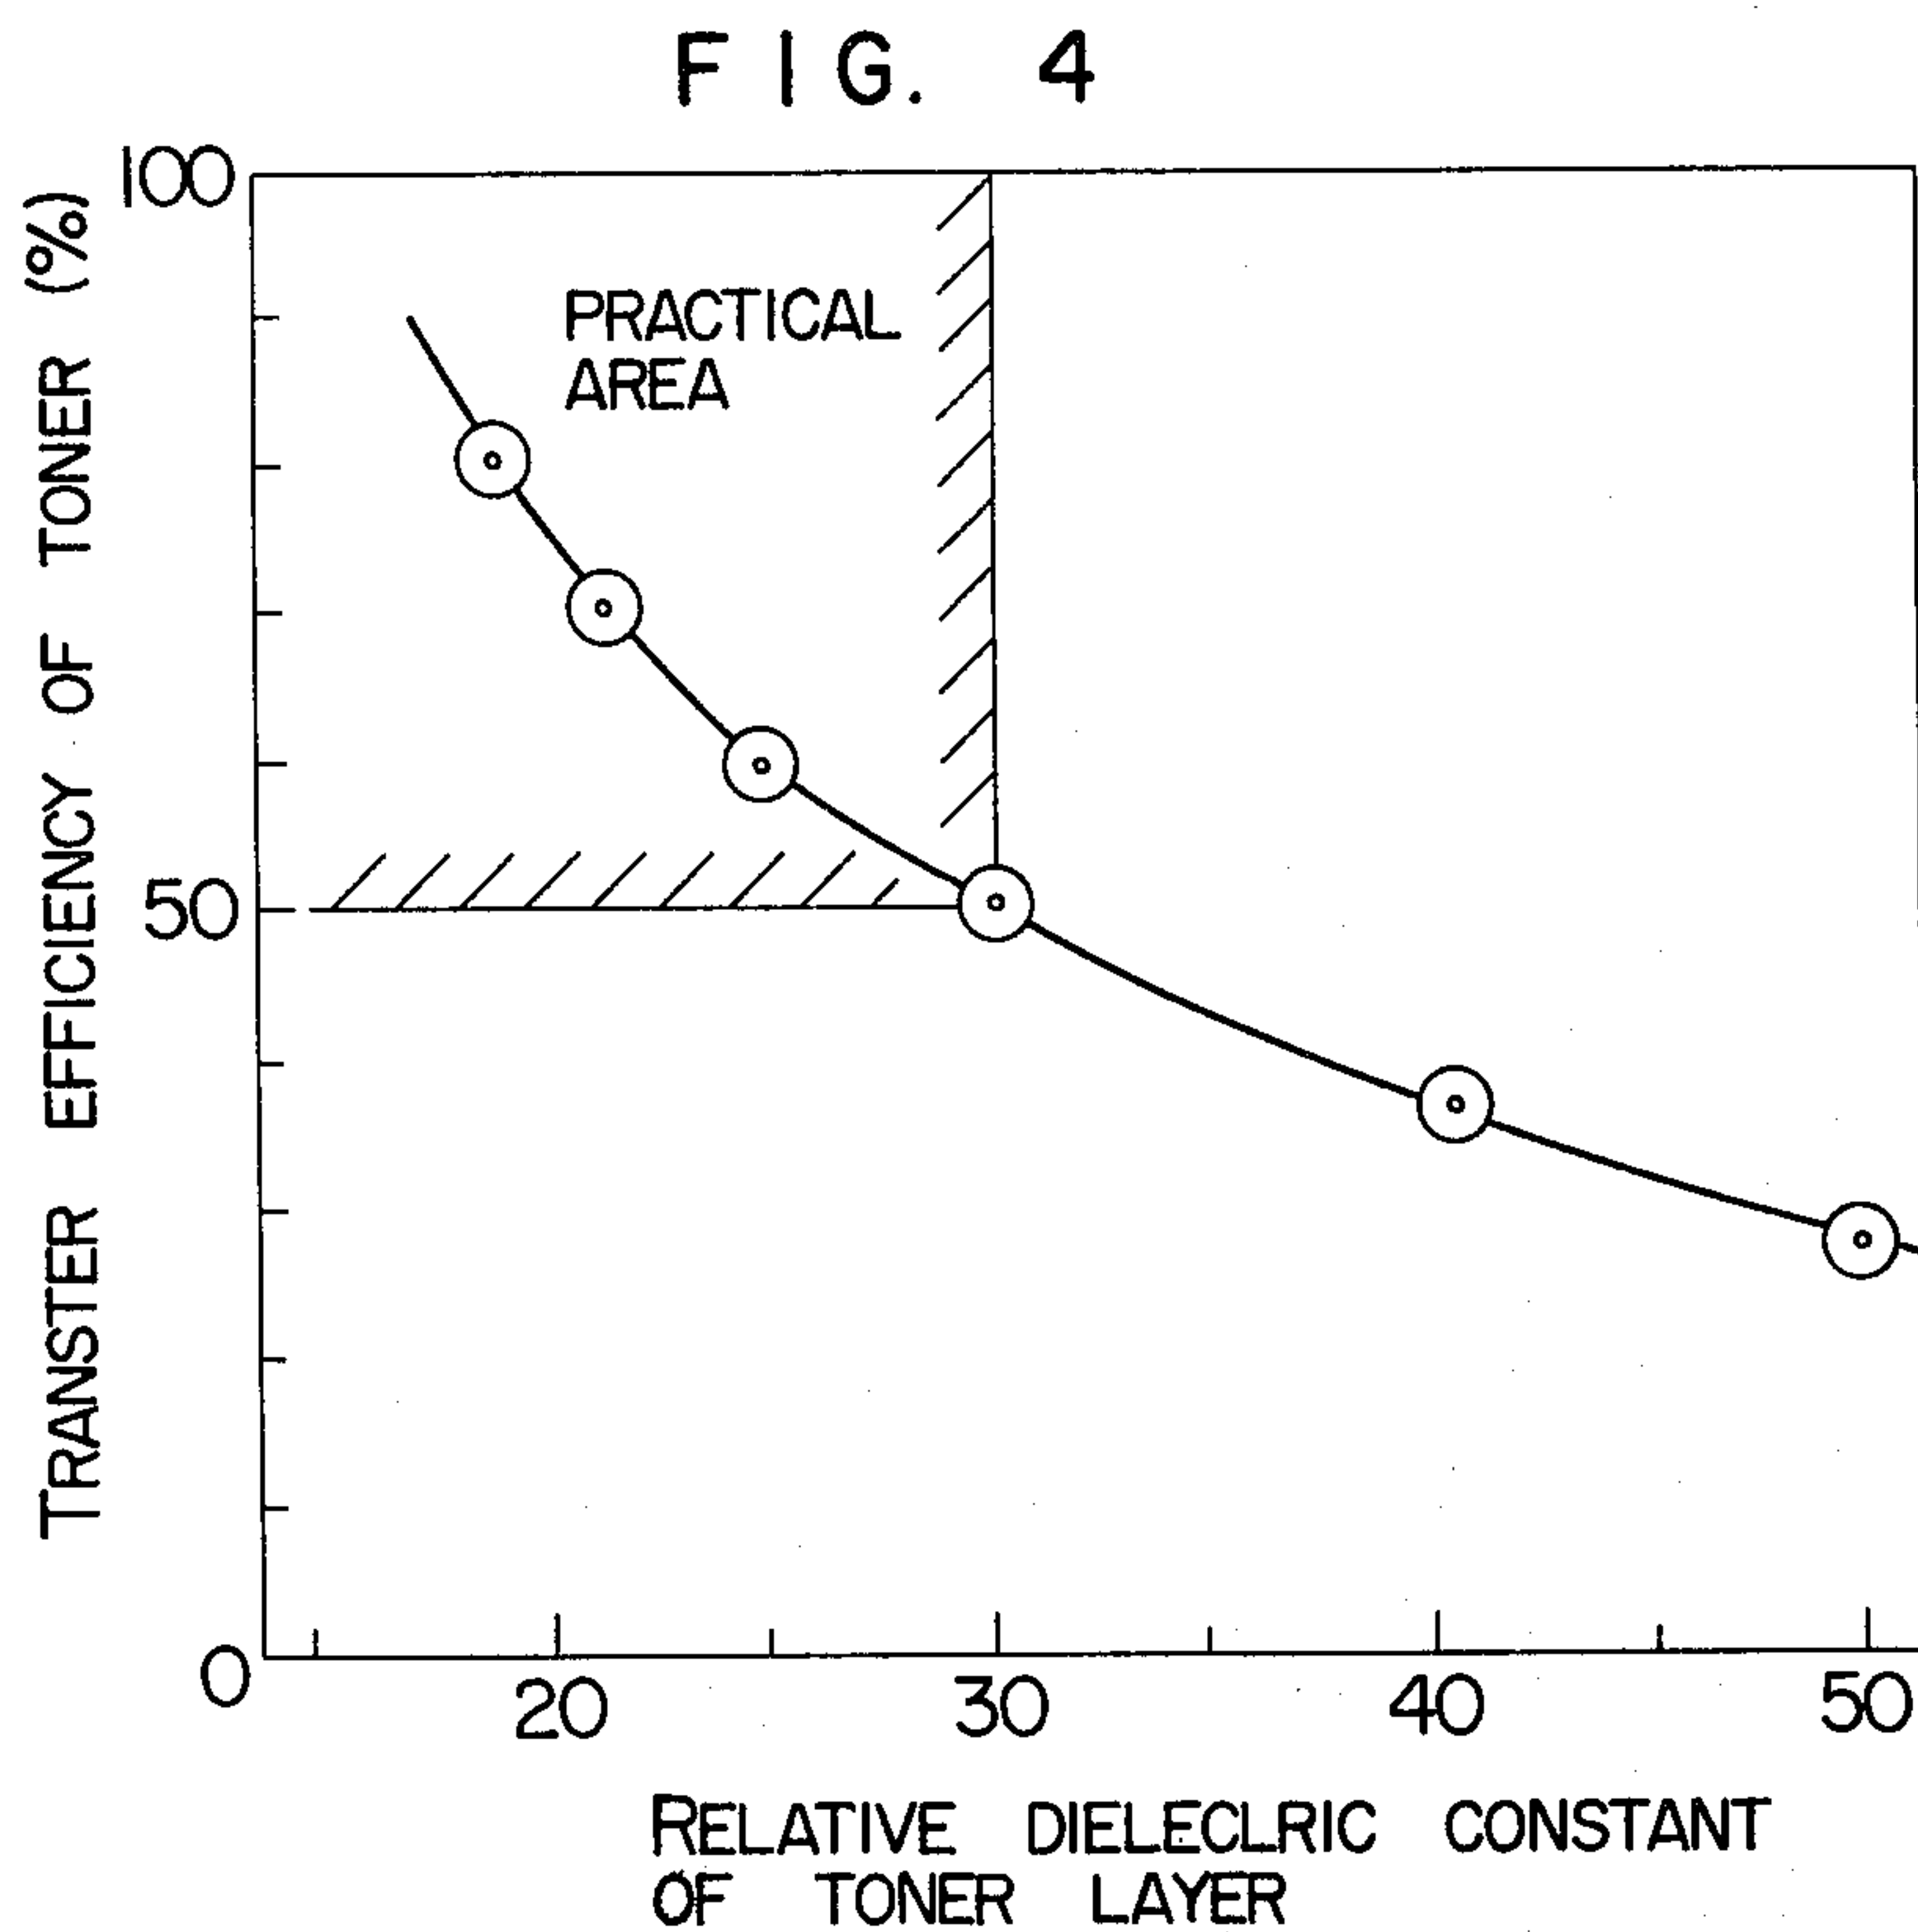 FIG. 4
TRANSTER EFFICIENCY OF TONER (%)
100
PRACTICAL
AREA
50
0
20 30 40 50
RELATIVE DIELECLRIC CONSTANT
OF TONER LAYER